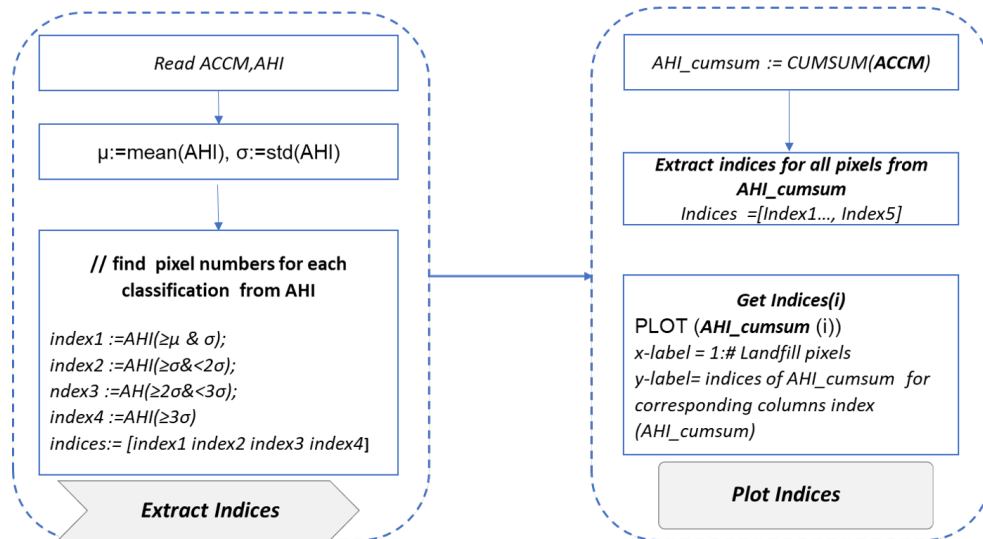 Read ACCM,AHI
μ:=mean(AHI), σ:=std(AHI)
// find pixel numbers for each
classification from AHI
index1 :=AHI(≥μ & σ);
index2 :=AHI(≥σ&<2σ);
ndex3 :=AH(≥2σ&<3σ);
index4 :=AHI(≥3σ)
indices:= [index1 index2 index3 index4]
Extract Indices
AHI_cumsum := CUMSUM(ACCM)
Extract indices for all pixels from
AHI_cumsum
Indices =[Index1..., Index5]
Get Indices(i)
PLOT (AHI_cumsum (i))
x-label = 1:# Landfill pixels
y-label= indices of AHI_cumsum for
corresponding columns index
(AHI_cumsum)
Plot Indices